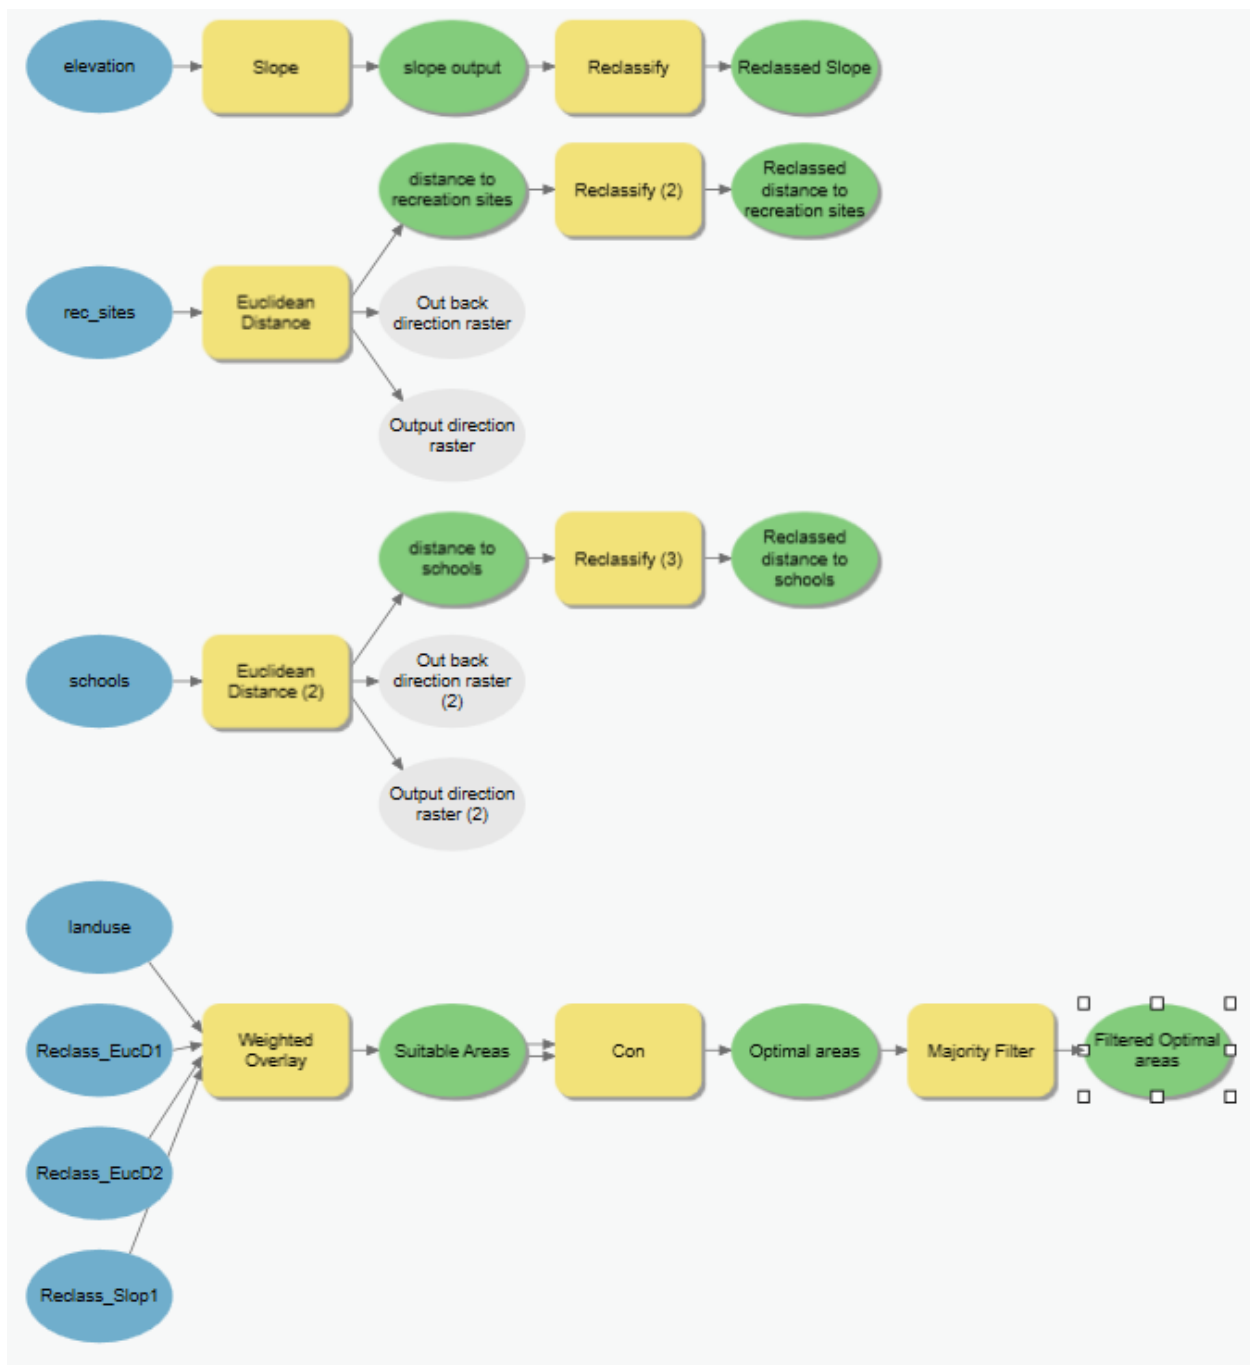 elevation
Slope
slope output
Reclassify
Reclassed Slope
distance to
recreation sites
Reclassify (2)
Reclassed
distance to
recreation sites
rec_sites
Euclidean
Distance
Out back
direction raster
Output direction
raster
distance to
schools
Reclassify (3)
Reclassed
distance to
schools
schools
Euclidean
Distance (2)
Out back
direction raster
(2)
Output direction
raster (2)
landuse
Reclass_EucD1
Weighted
Overlay
Suitable Areas
Con
Optimal areas
Majority Filter
Filtered Optimal
areas
Reclass_EucD2
Reclass_Slop1